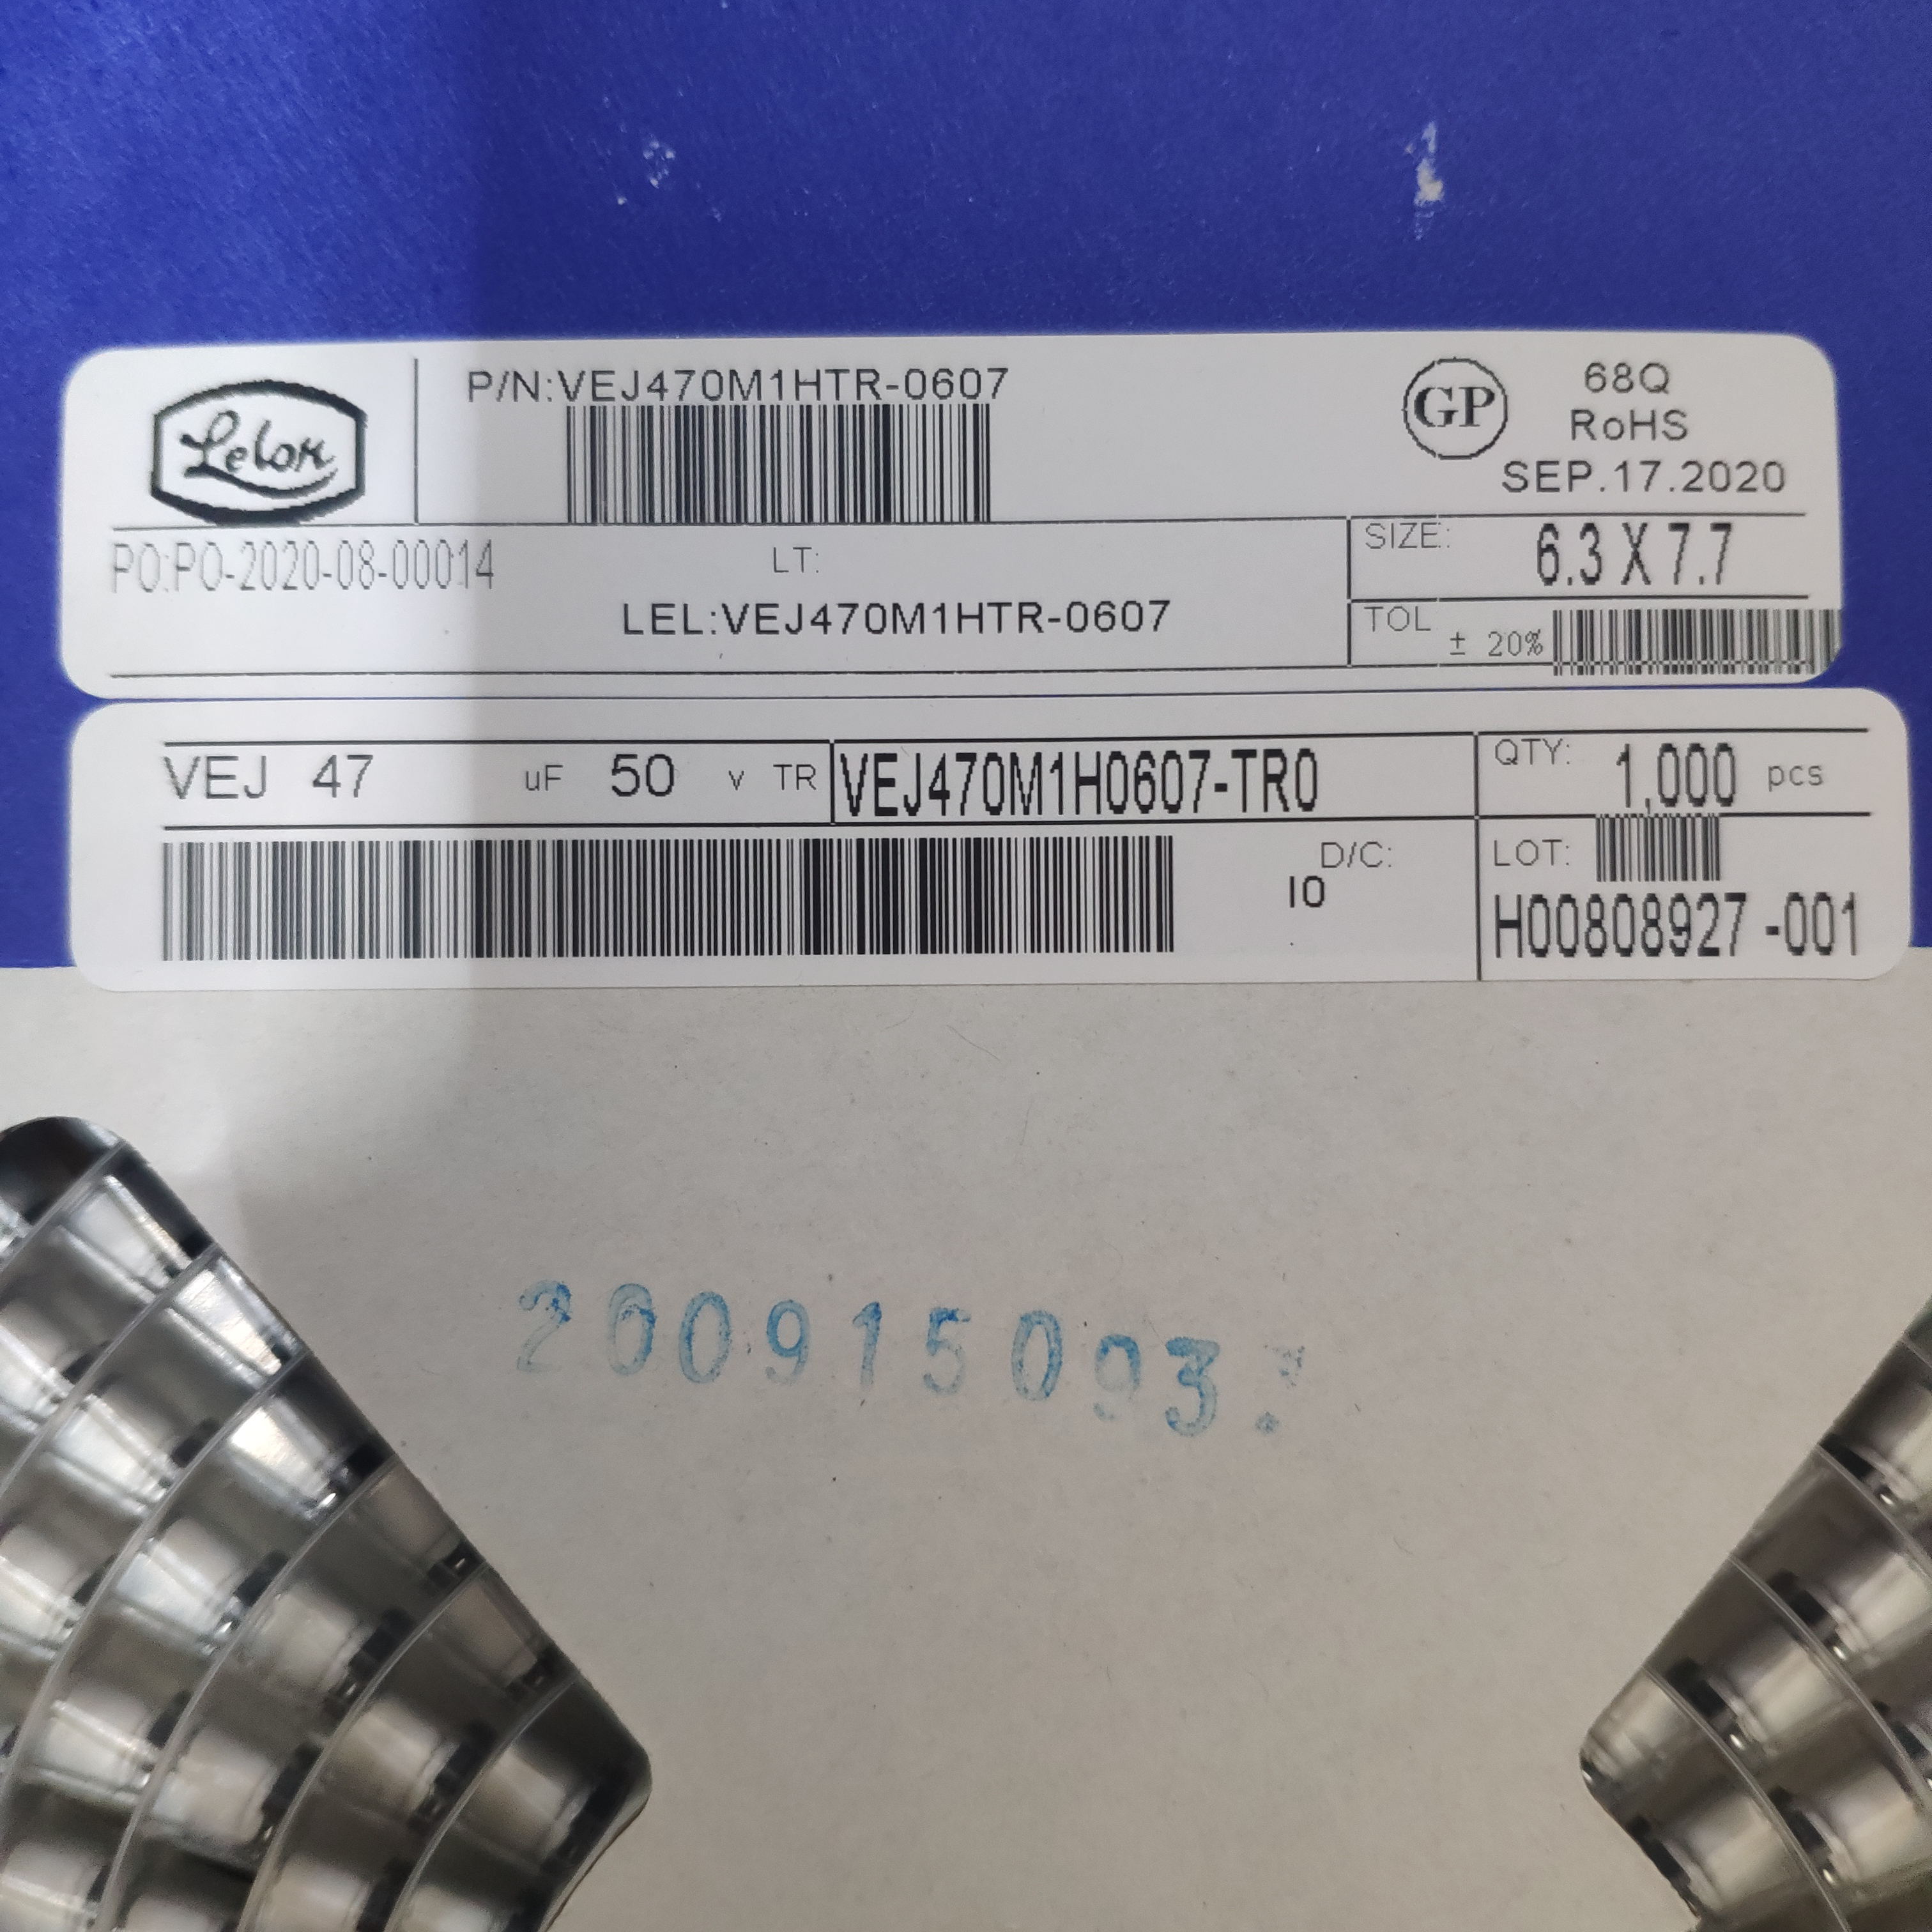 Lelon
P/N:VEJ470M1HTR-0607
GP
68Q
RoHS
SEP.17.2020
PO:PO-2020-08-00014
LT:
LEL:VEJ470M1HTR-0607
SIZE: 6.3 X 7.7
TOL ± 20%
VEJ 47 uF 50 v TR
VEJ470M1H0607-TR0
QTY: 1,000 pcs
D/C:
IO
LOT:
H00808927 -001